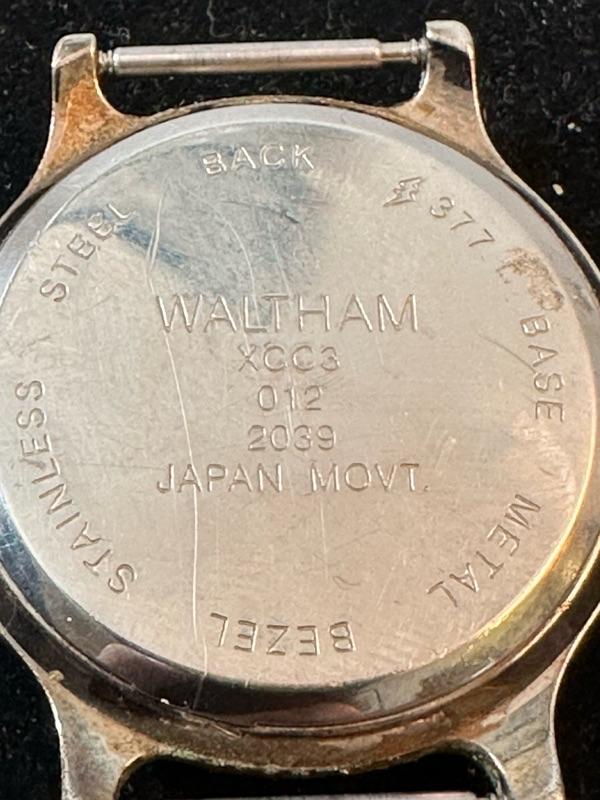 WALTHAM
XCC3
012
2039
JAPAN MOVT.
377
BASE METAL BEZEL STAINLESS STEEL BACK